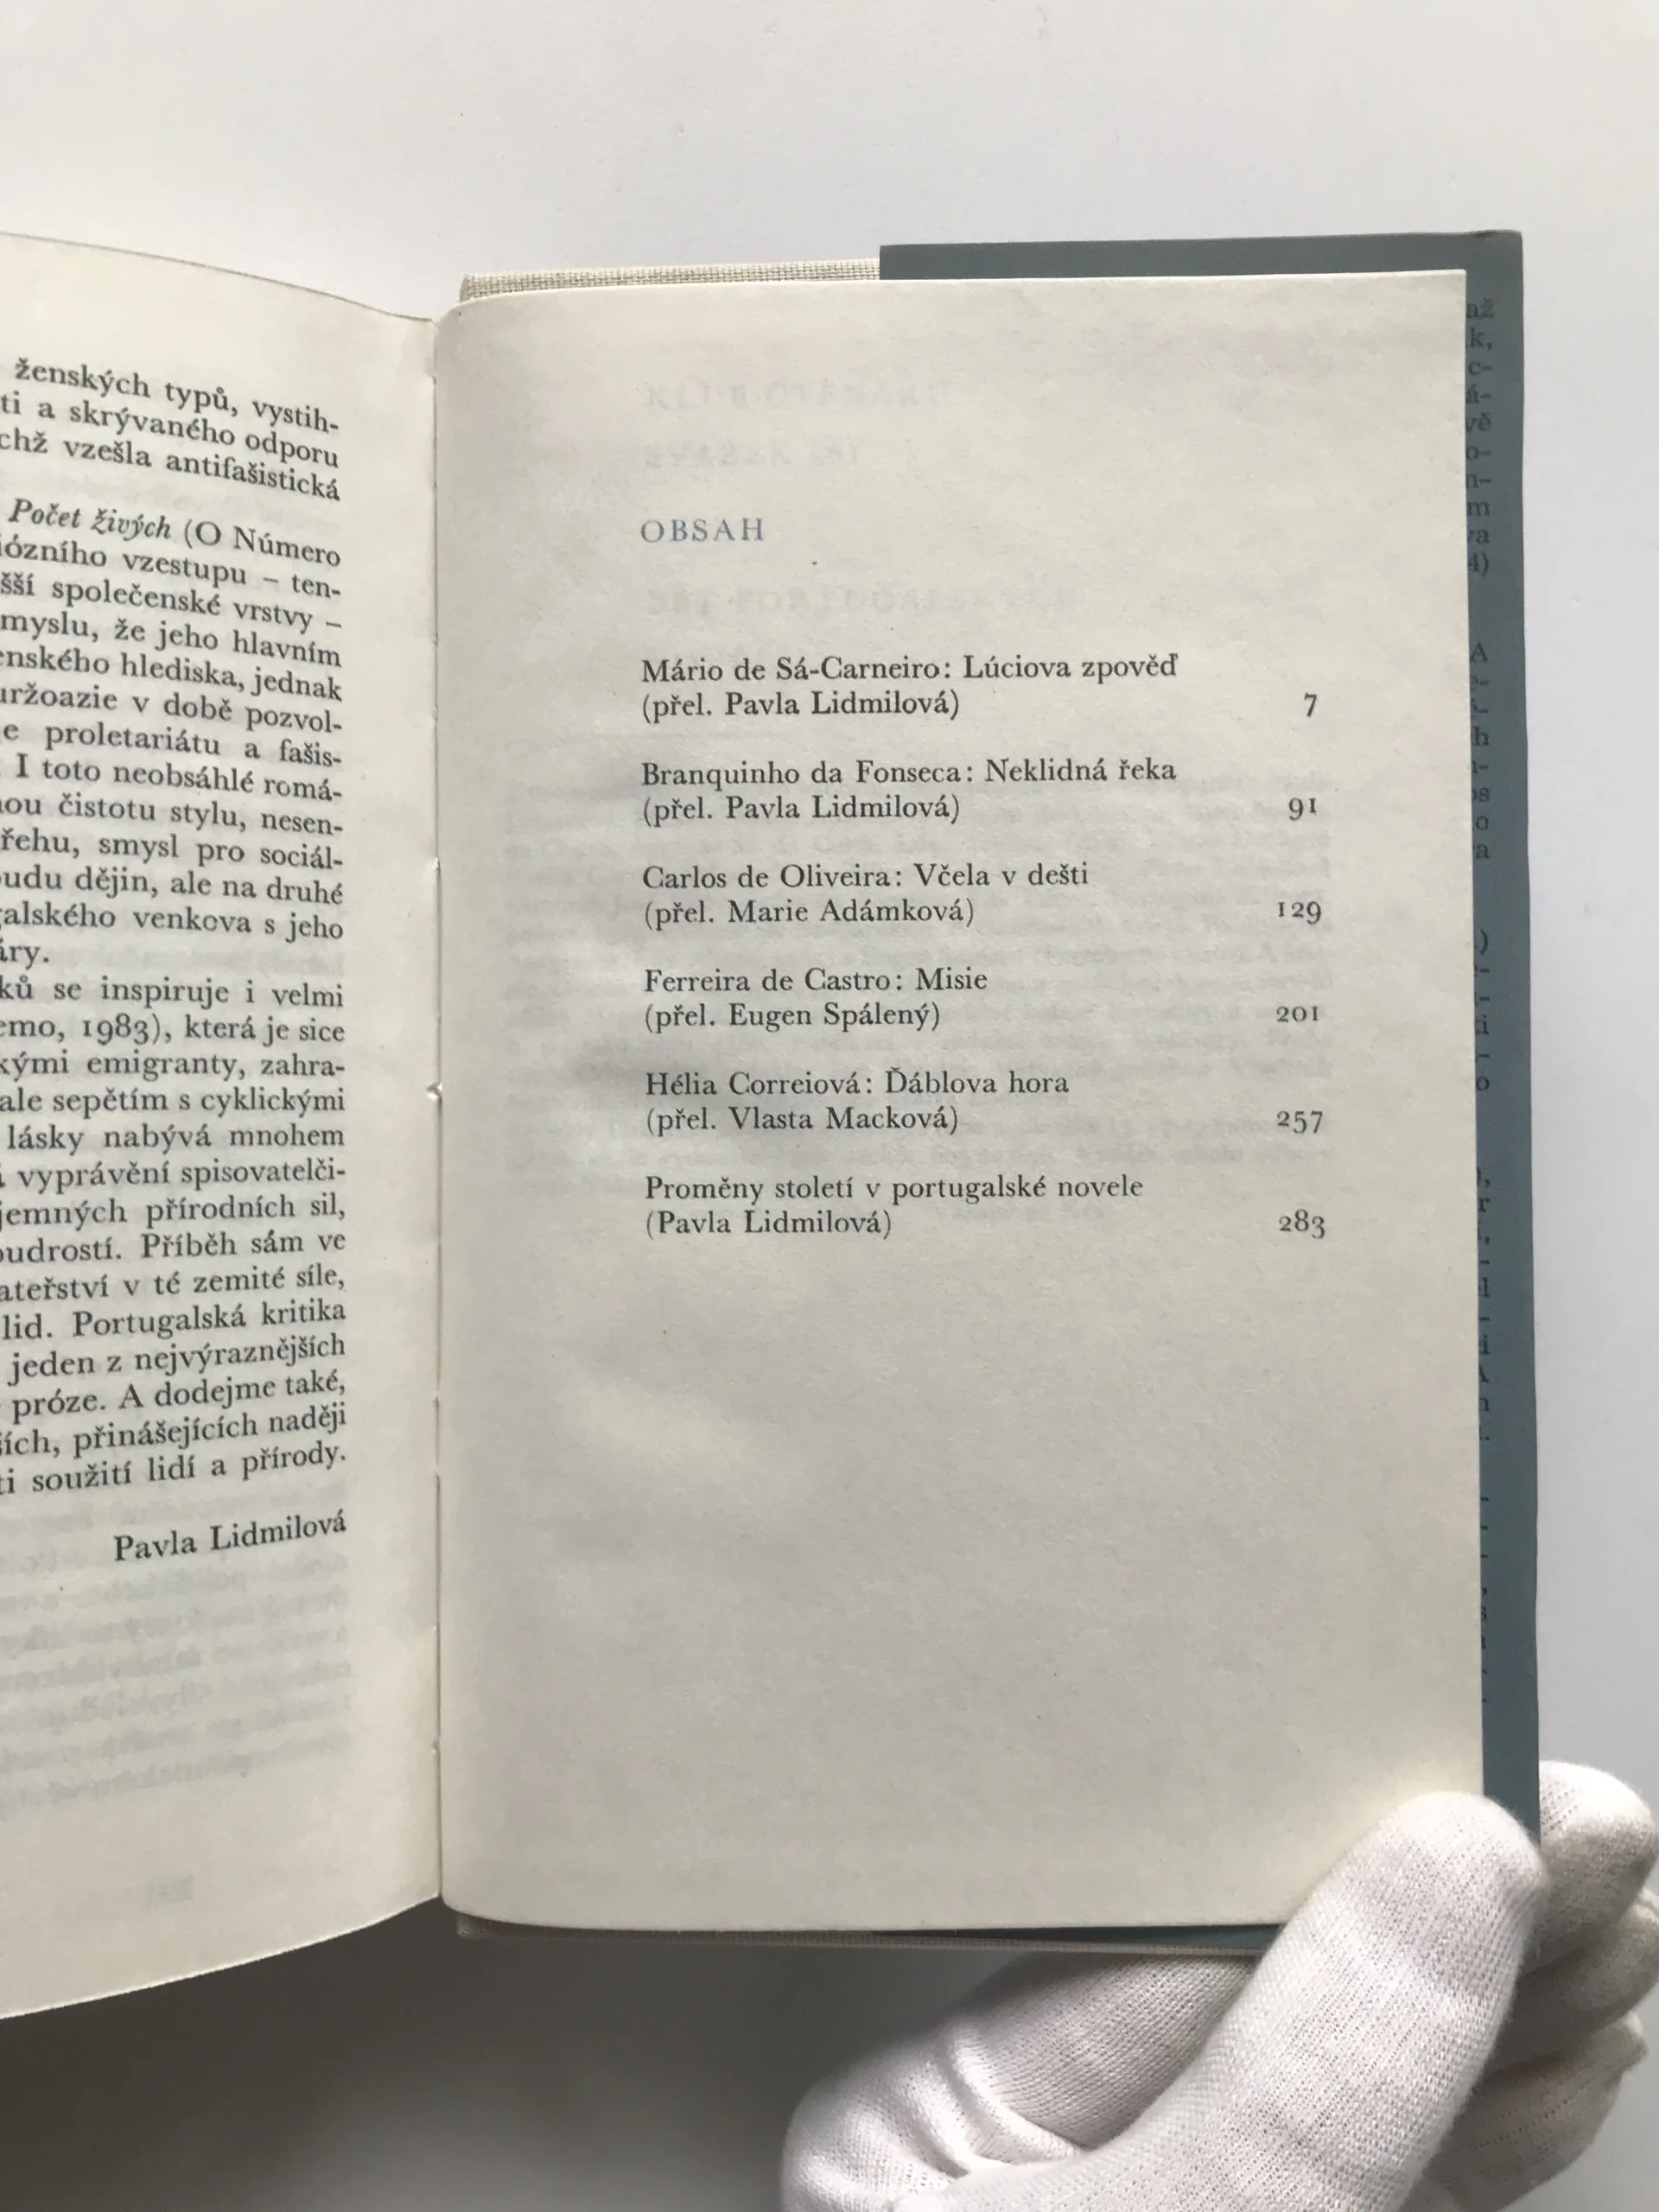 ženských typů, vystih-
ti a skrývaného odporu
chž vzešla antifašistická
Počet živých (O Número
iózního vzestupu – ten-
šší společenské vrstvy –
myslu, že jeho hlavním
enského hlediska, jednak
uržoazie v době pozvol-
e proletariátu a fašis-
I toto neobsáhlé romá-
nou čistotu stylu, nesen-
řehu, smysl pro sociál-
oudu dějin, ale na druhé
galského venkova s jeho
áry.
ků se inspiruje i velmi
emo, 1983), která je sice
kými emigranty, zahra-
ale sepětím s cyklickými
lásky nabývá mnohem
vyprávění spisovatelči-
jemných přírodních sil,
oudrostí. Příběh sám ve
ateřství v té zemité síle,
lid. Portugalská kritika
jeden z nejvýraznějších
próze. A dodejme také,
ších, přinášejících naději
ti soužití lidí a přírody.
Pavla Lidmilová
OBSAH
Mário de Sá-Carneiro: Lúciova zpověď
(přel. Pavla Lidmilová) 7
Branquinho da Fonseca: Neklidná řeka
(přel. Pavla Lidmilová) 91
Carlos de Oliveira: Včela v dešti
(přel. Marie Adámková) 129
Ferreira de Castro: Misie
(přel. Eugen Spálený) 201
Hélia Correiová: Ďáblova hora
(přel. Vlasta Macková) 257
Proměny století v portugalské novele
(Pavla Lidmilová) 283